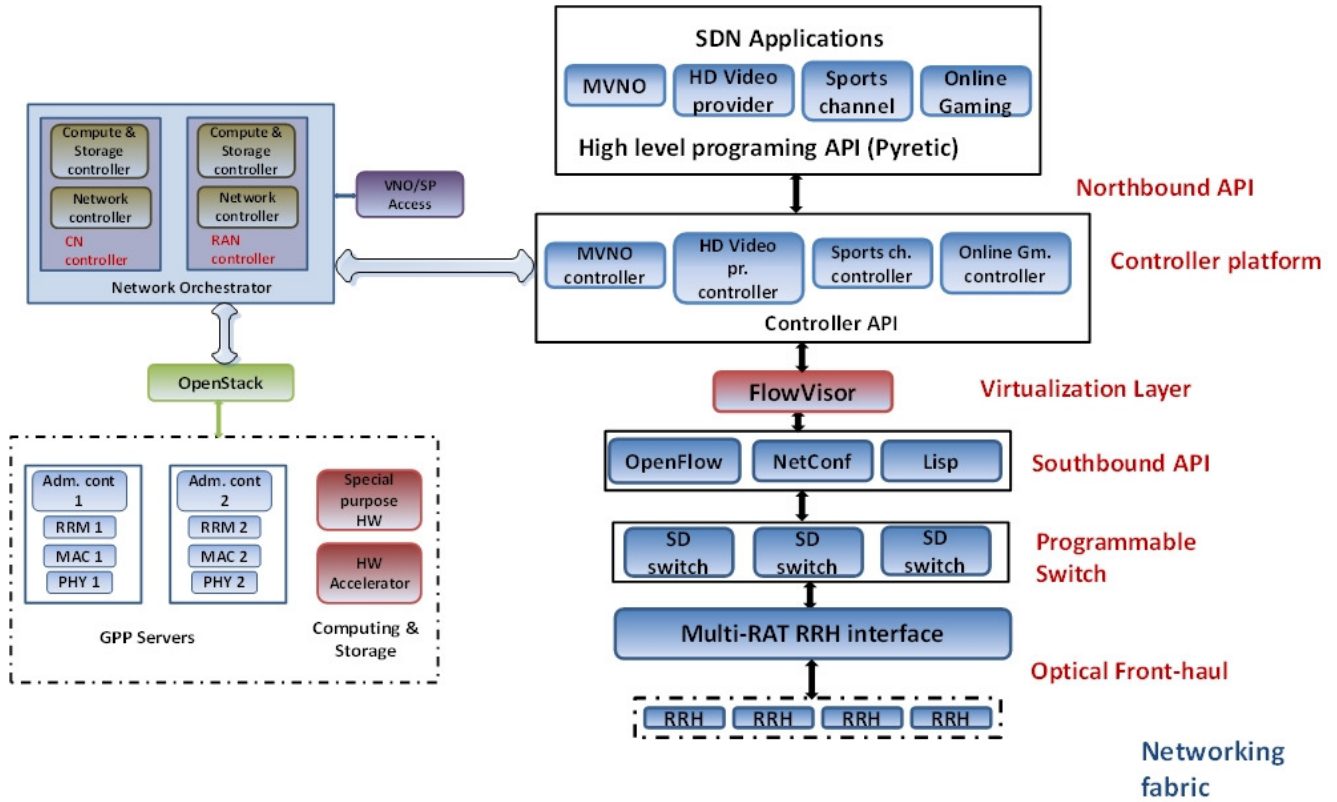 SDN Applications
MVNO
HD Video
provider
Sports
channel
Online
Gaming
High level programing API (Pyretic)
Northbound API
Compute &
Storage
controller
Network
controller
CN
controller
Compute &
Storage
controller
Network
controller
RAN
controller
Network Orchestrator
VNO/SP
Access
MVNO
controller
HD Video
pr.
controller
Sports ch.
controller
Online Gm.
controller
Controller API
Controller platform
OpenStack
FlowVisor
Virtualization Layer
OpenFlow
NetConf
Lisp
Southbound API
Adm. cont
1
RRM 1
MAC 1
PHY 1
Adm. cont
2
RRM 2
MAC 2
PHY 2
Special
purpose
HW
HW
Accelerator
GPP Servers
Computing &
Storage
SD
switch
SD
switch
SD
switch
Programmable
Switch
Multi-RAT RRH interface
Optical Front-haul
RRH
RRH
RRH
RRH
Networking
fabric